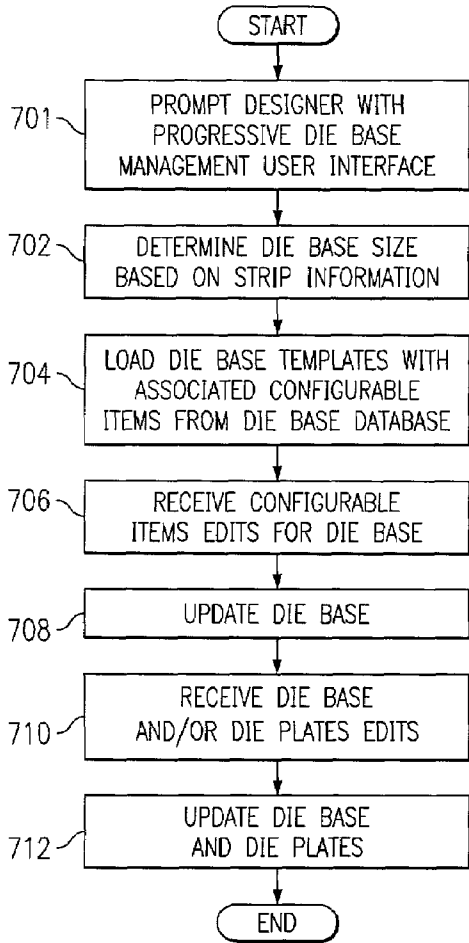 START
701
PROMPT DESIGNER WITH
PROGRESSIVE DIE BASE
MANAGEMENT USER INTERFACE
702
DETERMINE DIE BASE SIZE
BASED ON STRIP INFORMATION
704
LOAD DIE BASE TEMPLATES WITH
ASSOCIATED CONFIGURABLE
ITEMS FROM DIE BASE DATABASE
706
RECEIVE CONFIGURABLE
ITEMS EDITS FOR DIE BASE
708
UPDATE DIE BASE
710
RECEIVE DIE BASE
AND/OR DIE PLATES EDITS
712
UPDATE DIE BASE
AND DIE PLATES
END